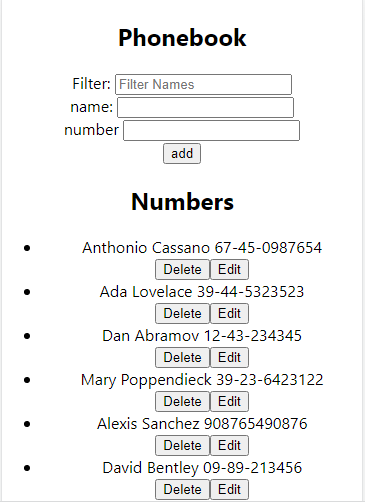 Phonebook
Filter: Filter Names
name:
number
add
Numbers
Anthonio Cassano 67-45-0987654
Delete Edit
Ada Lovelace 39-44-5323523
Delete Edit
Dan Abramov 12-43-234345
Delete Edit
Mary Poppendieck 39-23-6423122
Delete Edit
Alexis Sanchez 908765490876
Delete Edit
David Bentley 09-89-213456
Delete Edit